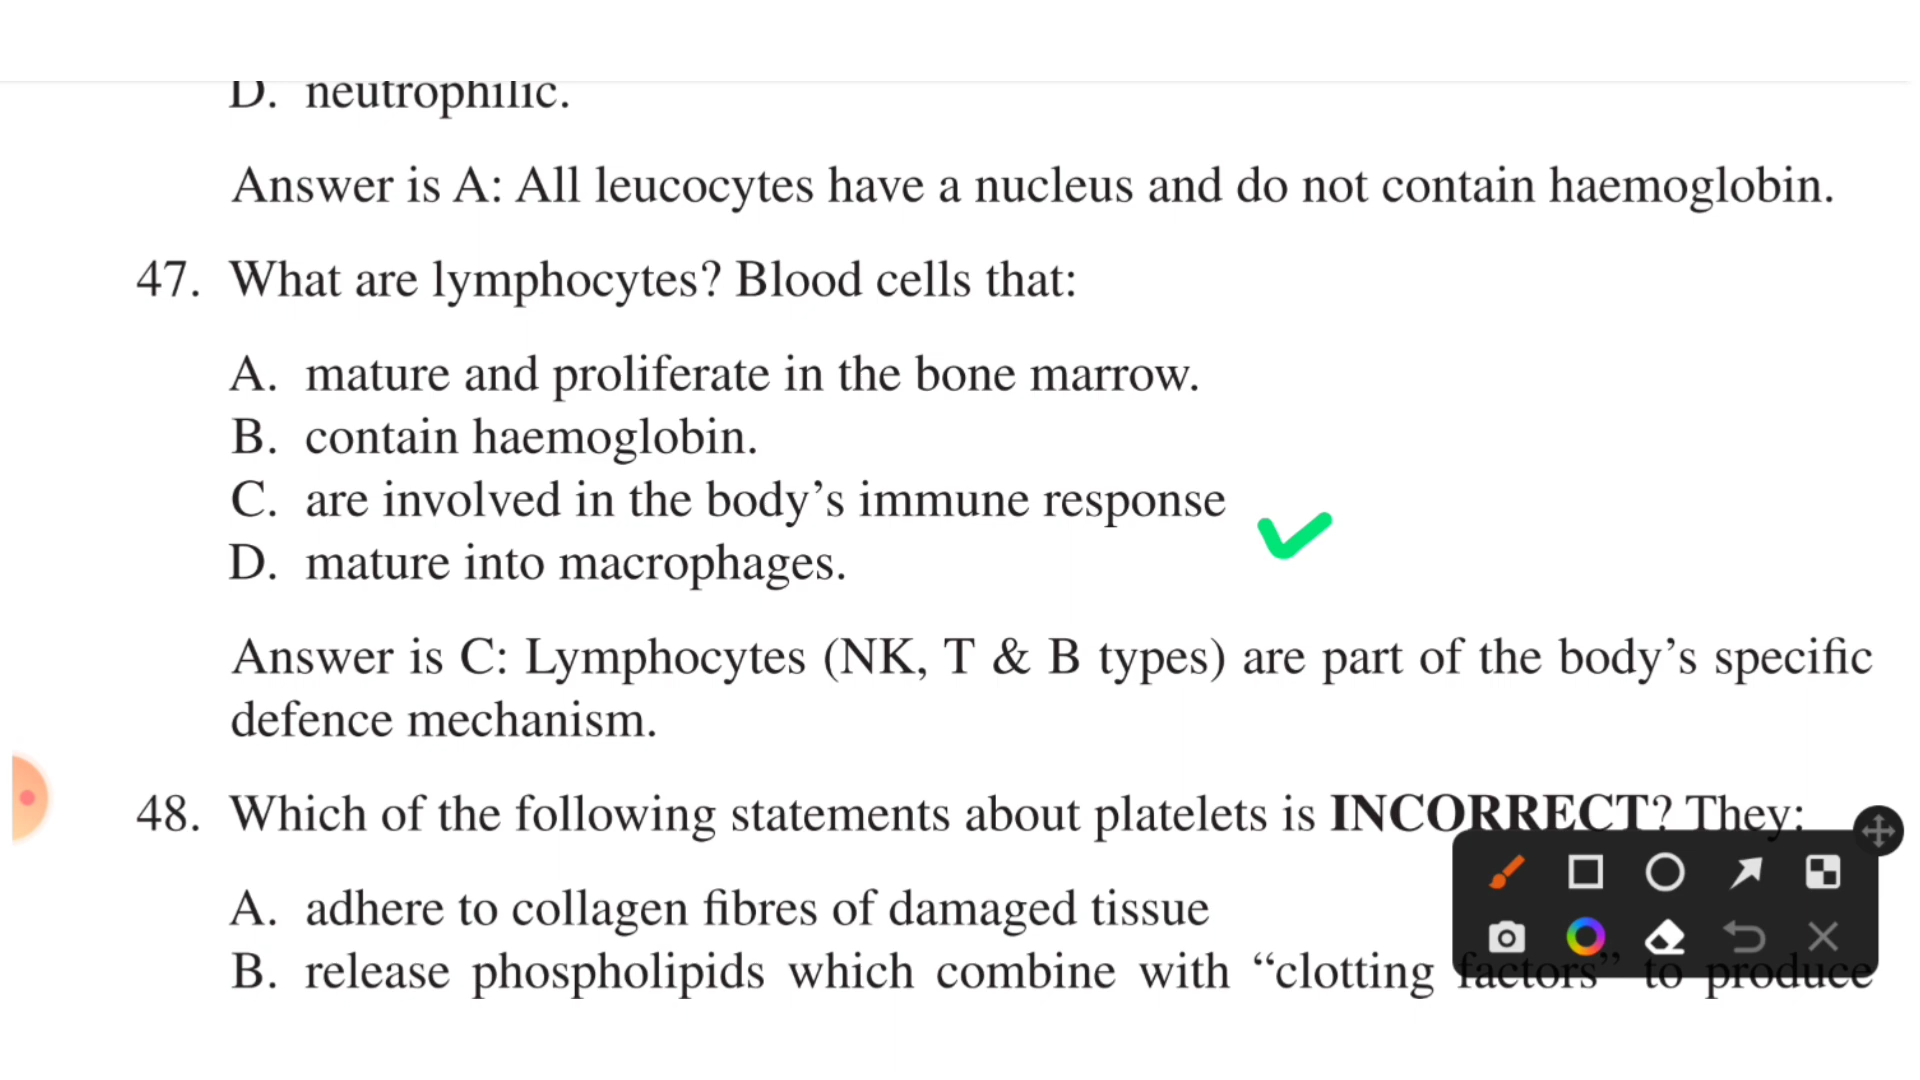 D. neutrophilic.
Answer is A: All leucocytes have a nucleus and do not contain haemoglobin.
47. What are lymphocytes? Blood cells that:
A. mature and proliferate in the bone marrow.
B. contain haemoglobin.
C. are involved in the body’s immune response
D. mature into macrophages.
Answer is C: Lymphocytes (NK, T & B types) are part of the body’s specific
defence mechanism.
48. Which of the following statements about platelets is INCORRECT? They:
A. adhere to collagen fibres of damaged tissue
B. release phospholipids which combine with “clotting factors” to produce